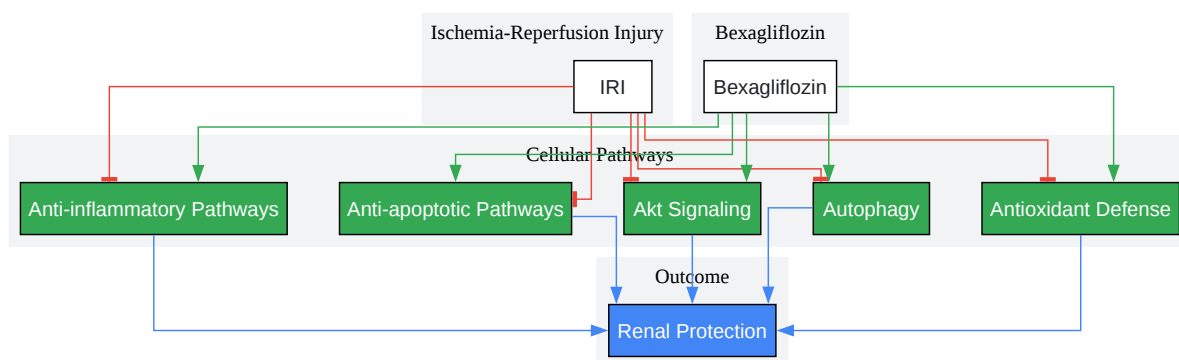 Ischemia-Reperfusion Injury
Bexagliflozin
IRI
Bexagliflozin
Cellular Pathways
Anti-inflammatory Pathways
Anti-apoptotic Pathways
Akt Signaling
Autophagy
Antioxidant Defense
Outcome
Renal Protection